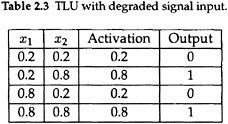 Table 2.3 TLU with degraded signal input.
x₁ x₂ Activation Output
0.2 0.2 0.2 0
0.2 0.8 0.8 1
0.8 0.2 0.2 0
0.8 0.8 0.8 1